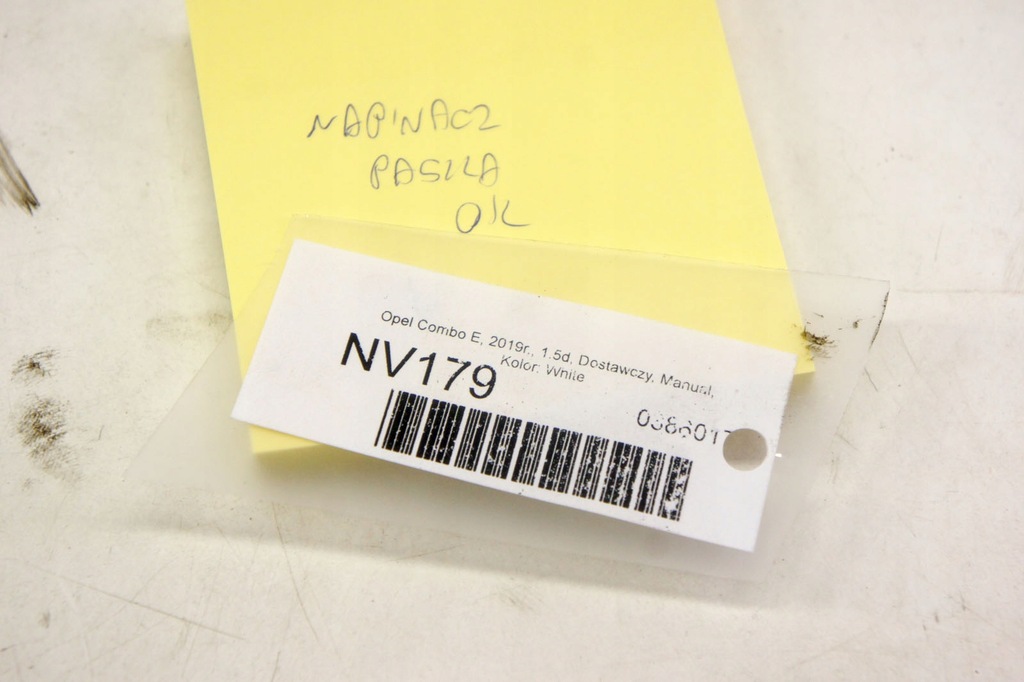 NAPINACZ
PASKA
OK
Opel Combo E, 2019r., 1.5d, Dostawczy, Manual,
Kolor: White
NV179